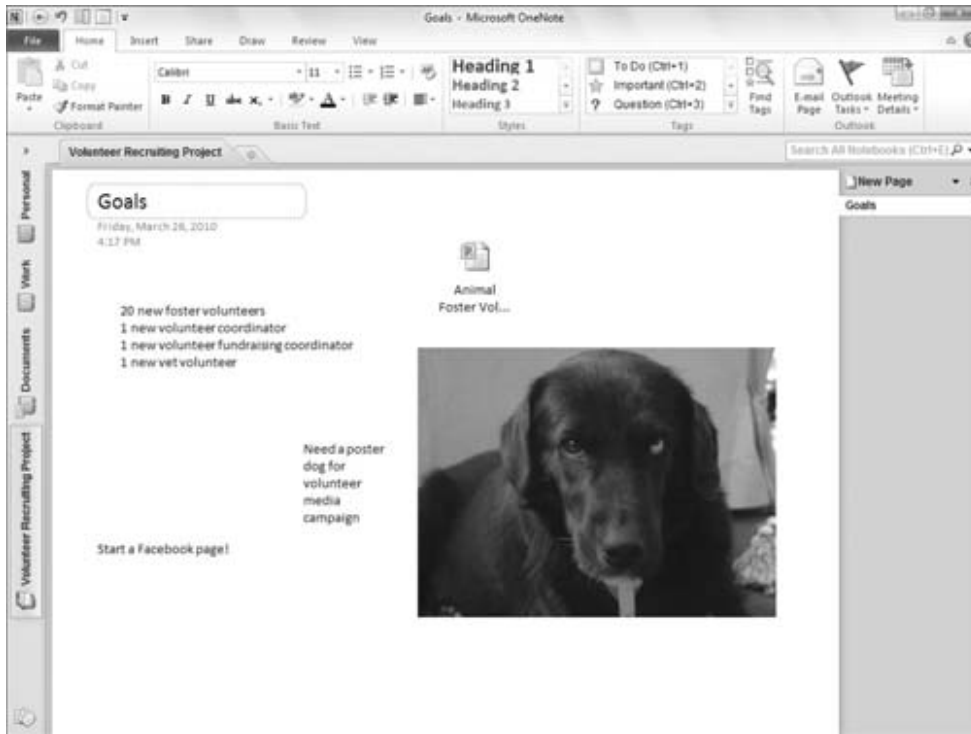 Goals - Microsoft OneNote
File Home Insert Share Draw Review View
Cut
Copy
Format Painter
Paste
Clipboard
Calibri 11
B I U abc x,
A
Basic Text
Heading 1
Heading 2
Heading 3
Styles
To Do (Ctrl+1)
Important (Ctrl+2)
? Question (Ctrl+3)
Find
Tags
Tags
E-mail
Page
Outlook
Tasks
Meeting
Details
Outlook
Volunteer Recruiting Project
Search All Notebooks (Ctrl+E)
Personal
Work
Documents
Volunteer Recruiting Project
New Page
Goals
Goals
Friday, March 26, 2010
4:17 PM
Animal
Foster Vol...
20 new foster volunteers
1 new volunteer coordinator
1 new volunteer fundraising coordinator
1 new vet volunteer
Need a poster
dog for
volunteer
media
campaign
Start a Facebook page!